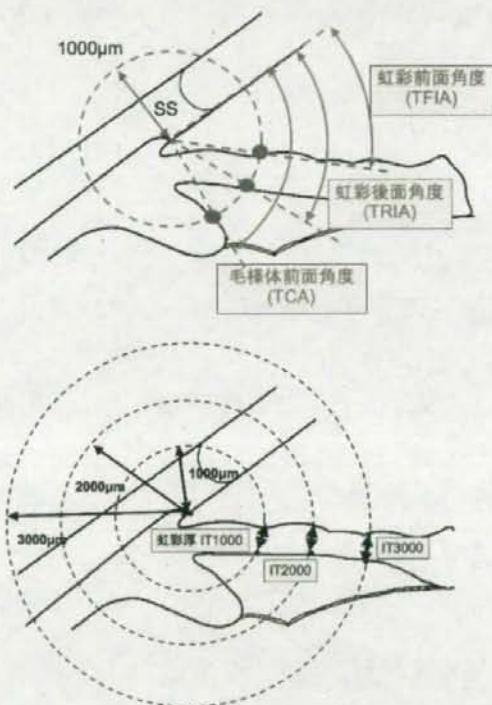 1000μm
SS
虹彩前面角度
(TFIA)
虹彩後面角度
(TRIA)
毛様体前面角度
(TCA)
2000μm
1000μm
3000μm
虹彩厚 IT1000
IT3000
IT2000